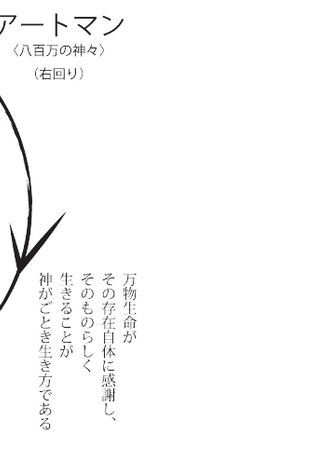 アートマン
〈八百万の神々〉
（右回り）
万物生命が
その存在自体に感謝し、
そのものらしく
生きることが
神がごとき生き方である